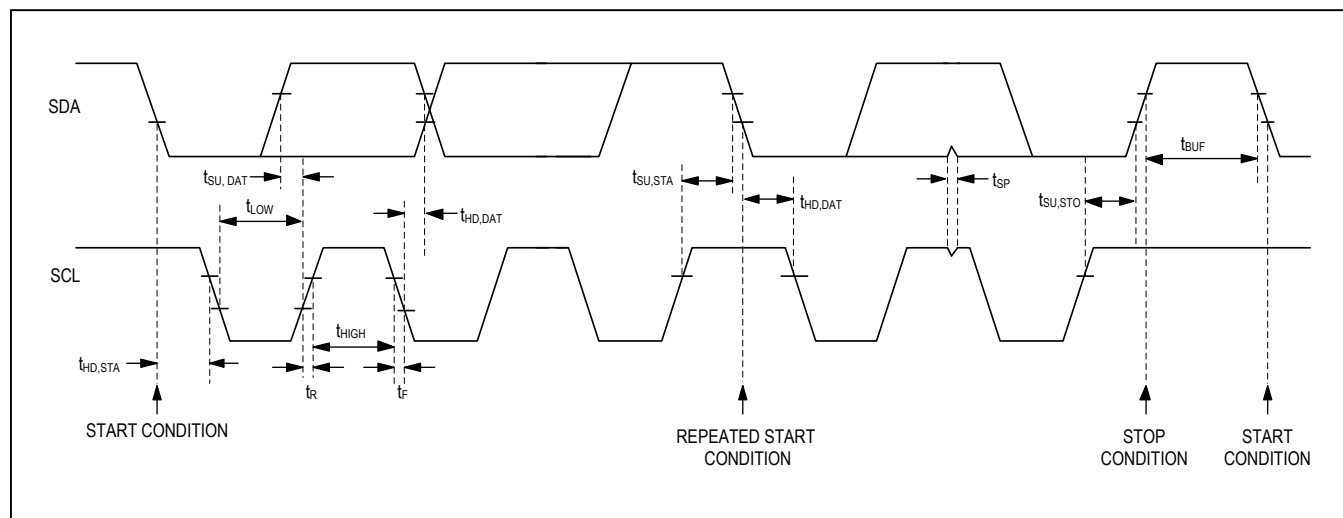 SDA
tSU, DAT
tLOW
tHD,DAT
tSU,STA
tHD,DAT
tSP
tSU,STO
tBUF
SCL
tHIGH
tHD,STA
tR
tF
START CONDITION
REPEATED START
CONDITION
STOP
CONDITION
START
CONDITION